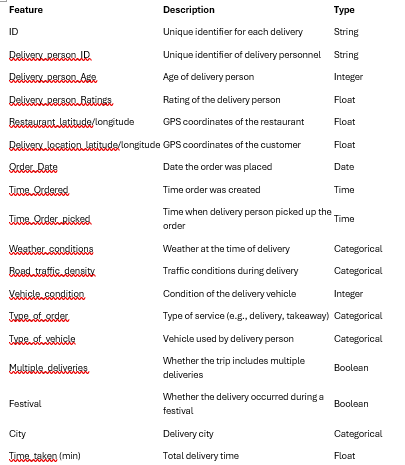 Feature Description Type
ID Unique identifier for each delivery String
Delivery_person_ID Unique identifier of delivery personnel String
Delivery_person_Age Age of delivery person Integer
Delivery_person_Ratings Rating of the delivery person Float
Restaurant_latitude/longitude GPS coordinates of the restaurant Float
Delivery_location_latitude/longitude GPS coordinates of the customer Float
Order_Date Date the order was placed Date
Time_Ordered Time order was created Time
Time_Order_picked Time when delivery person picked up the order Time
Weather_conditions Weather at the time of delivery Categorical
Road_traffic_density Traffic conditions during delivery Categorical
Vehicle_condition Condition of the delivery vehicle Integer
Type_of_order Type of service (e.g., delivery, takeaway) Categorical
Type_of_vehicle Vehicle used by delivery person Categorical
Multiple_deliveries Whether the trip includes multiple deliveries Boolean
Festival Whether the delivery occurred during a festival Boolean
City Delivery city Categorical
Time_taken (min) Total delivery time Float